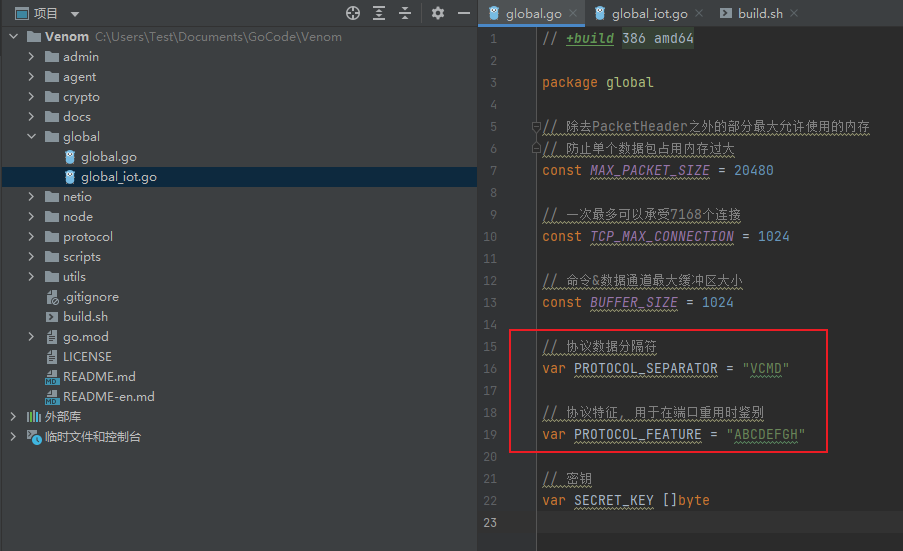 项目
Venom C:\Users\Test\Documents\GoCode\Venom
admin
agent
crypto
docs
global
global.go
global_iot.go
netio
node
protocol
scripts
utils
.gitignore
build.sh
go.mod
LICENSE
README.md
README-en.md
外部库
临时文件和控制台
global.go global_iot.go build.sh
1 // +build 386 amd64
2
3 package global
4
5 // 除去PacketHeader之外的部分最大允许使用的内存
6 // 防止单个数据包占用内存过大
7 const MAX_PACKET_SIZE = 20480
8
9 // 一次最多可以承受7168个连接
10 const TCP_MAX_CONNECTION = 1024
11
12 // 命令&数据通道最大缓冲区大小
13 const BUFFER_SIZE = 1024
14
15 // 协议数据分隔符
16 var PROTOCOL_SEPARATOR = "VCMD"
17
18 // 协议特征, 用于在端口重用时鉴别
19 var PROTOCOL_FEATURE = "ABCDEFGH"
20
21 // 密钥
22 var SECRET_KEY []byte
23